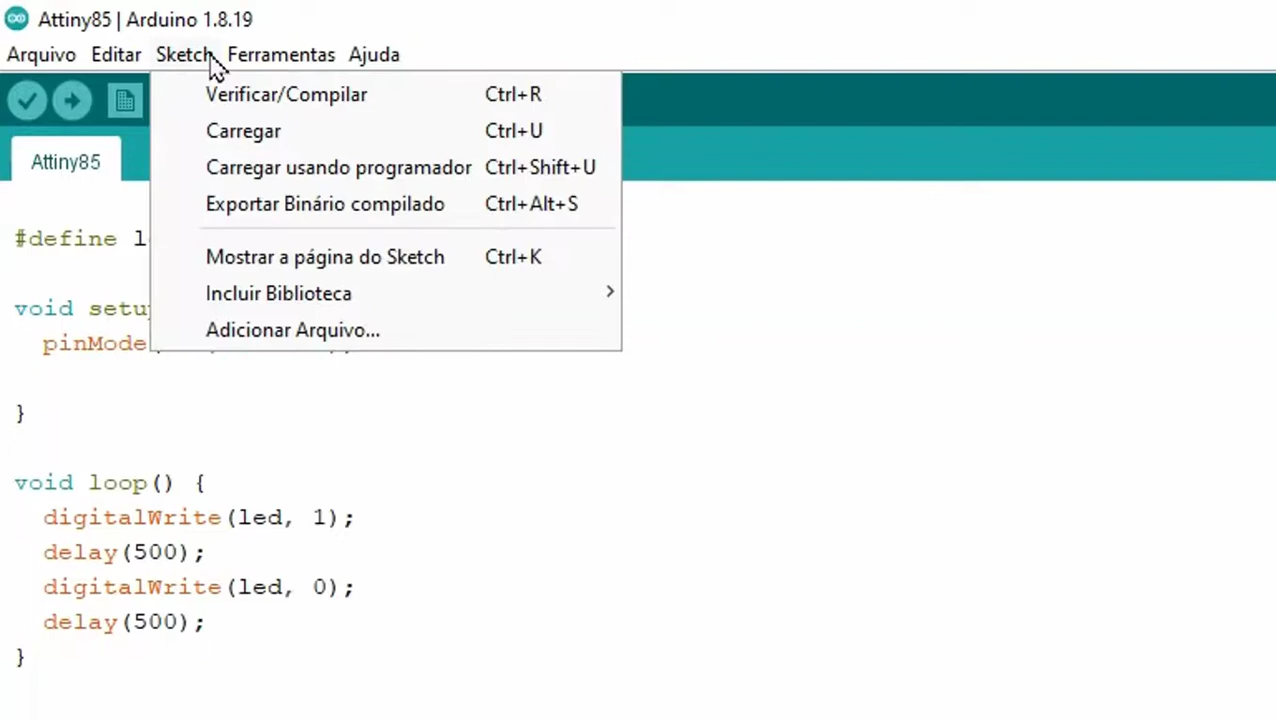 Attiny85 | Arduino 1.8.19
Arquivo Editar Sketch Ferramentas Ajuda
Verificar/Compilar Ctrl+R
Carregar Ctrl+U
Carregar usando programador Ctrl+Shift+U
Exportar Binário compilado Ctrl+Alt+S
Mostrar a página do Sketch Ctrl+K
Incluir Biblioteca
Adicionar Arquivo...
Attiny85
#define
void
pinMode
}
void loop() {
digitalWrite(led, 1);
delay(500);
digitalWrite(led, 0);
delay(500);
}